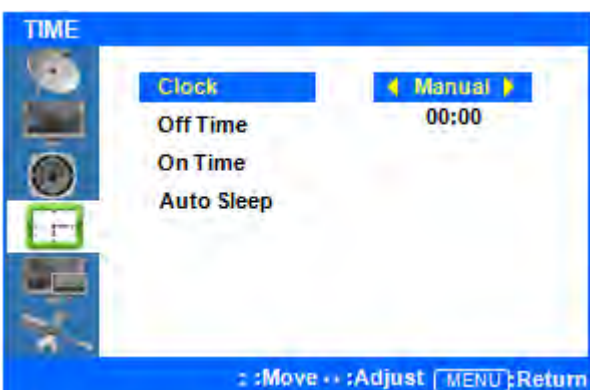 TIME
Clock Manual
Off Time 00:00
On Time
Auto Sleep
: :Move •• :Adjust MENU:Return